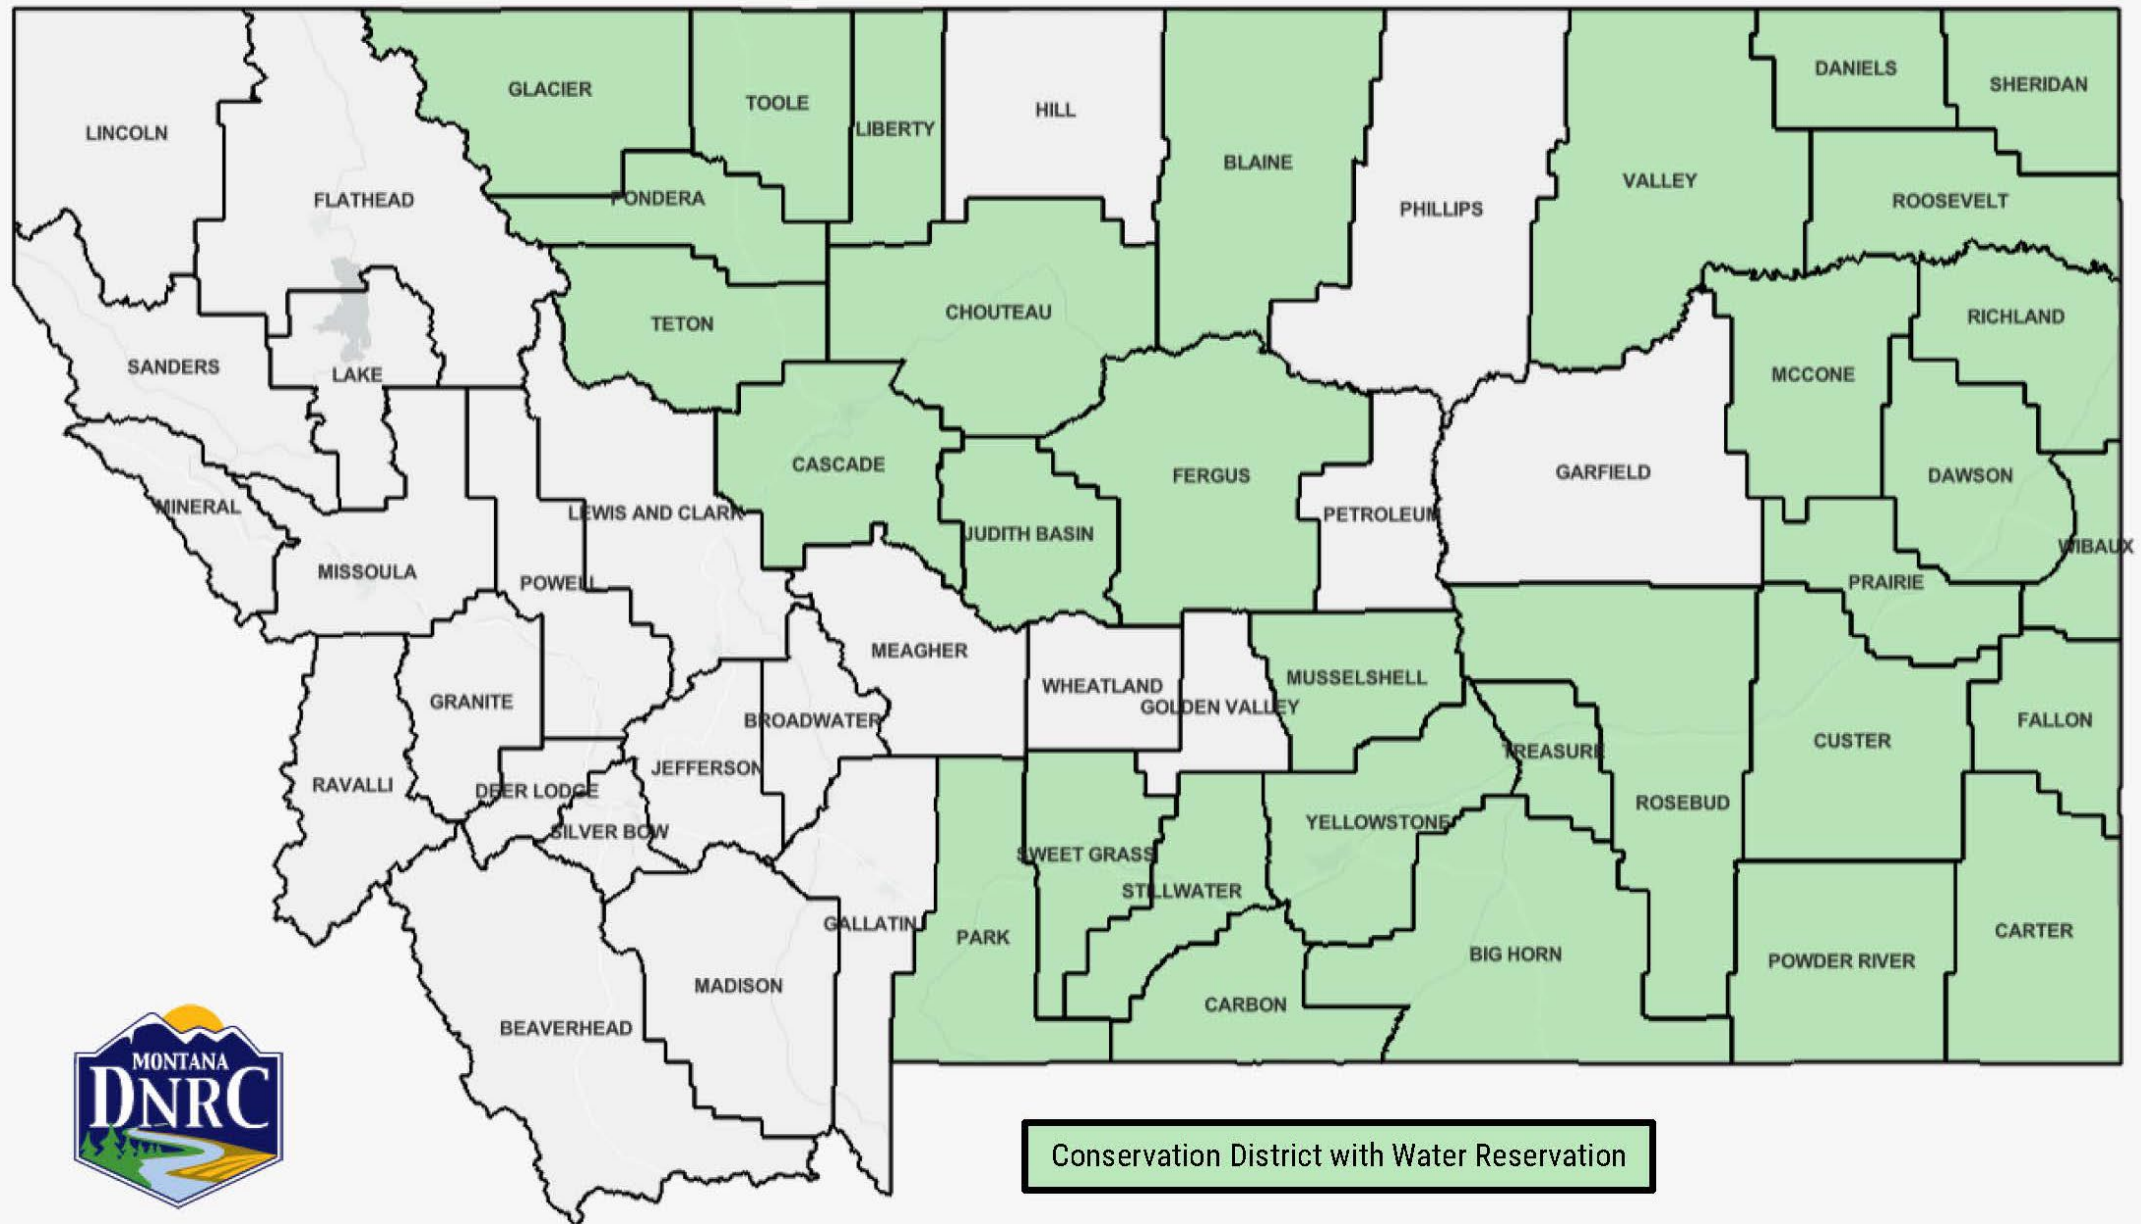 GLACIER
TOOLE
LIBERTY
HILL
BLAINE
PHILLIPS
VALLEY
DANIELS
SHERIDAN
LINCOLN
FLATHEAD
PONDERA
ROOSEVELT
TETON
CHOUTEAU
RICHLAND
SANDERS
LAKE
MCCONE
CASCADE
FERGUS
GARFIELD
DAWSON
MINERAL
LEWIS AND CLARK
JUDITH BASIN
PETROLEUM
WIBAUX
MISSOULA
POWELL
PRAIRIE
MEAGHER
WHEATLAND
GOLDEN VALLEY
MUSSELSHELL
GRANITE
BROADWATER
TREASURE
CUSTER
FALLON
RAVALLI
DEER LODGE
JEFFERSON
SILVER BOW
YELLOWSTONE
ROSEBUD
SWEET GRASS
STILLWATER
GALLATIN
PARK
BIG HORN
POWDER RIVER
CARTER
MADISON
CARBON
BEAVERHEAD
MONTANA
DNRC
Conservation District with Water Reservation